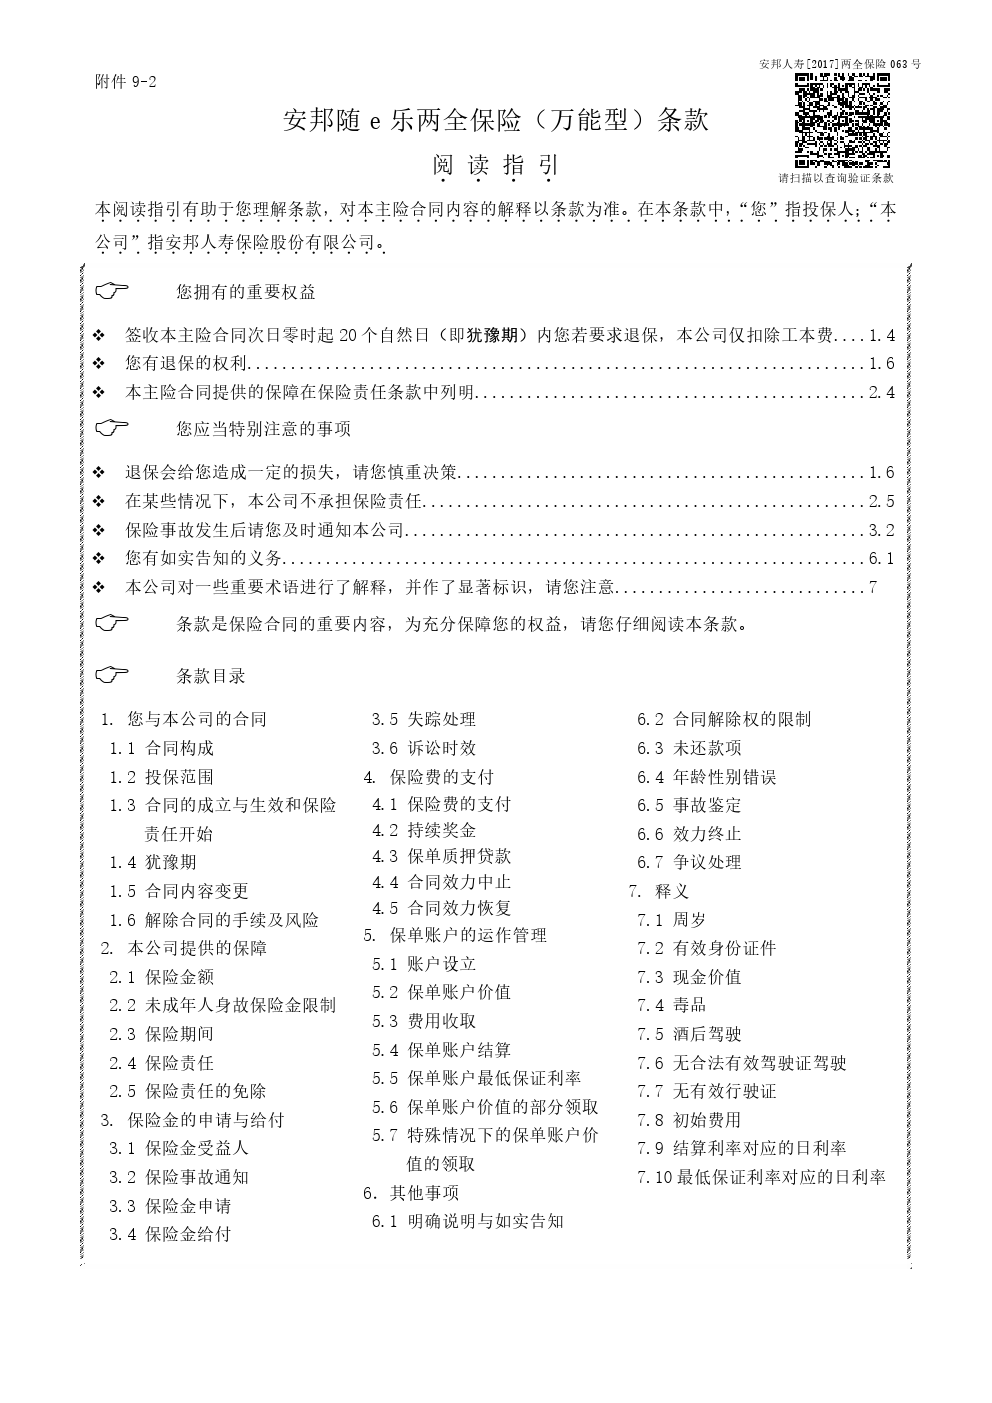 安邦人寿[2017]两全保险 063 号
附件 9-2
安邦随 e 乐两全保险（万能型）条款
阅 读 指 引
请扫描以查询验证条款
本阅读指引有助于您理解条款，对本主险合同内容的解释以条款为准。在本条款中，“您”指投保人；“本
公司”指安邦人寿保险股份有限公司。
您拥有的重要权益
❖ 签收本主险合同次日零时起 20 个自然日（即犹豫期）内您若要求退保，本公司仅扣除工本费....1.4
❖ 您有退保的权利......................................................................1.6
❖ 本主险合同提供的保障在保险责任条款中列明............................................2.4
您应当特别注意的事项
❖ 退保会给您造成一定的损失，请您慎重决策..............................................1.6
❖ 在某些情况下，本公司不承担保险责任..................................................2.5
❖ 保险事故发生后请您及时通知本公司....................................................3.2
❖ 您有如实告知的义务..................................................................6.1
❖ 本公司对一些重要术语进行了解释，并作了显著标识，请您注意............................7
条款是保险合同的重要内容，为充分保障您的权益，请您仔细阅读本条款。
条款目录
1. 您与本公司的合同
1.1 合同构成
1.2 投保范围
1.3 合同的成立与生效和保险
责任开始
1.4 犹豫期
1.5 合同内容变更
1.6 解除合同的手续及风险
2. 本公司提供的保障
2.1 保险金额
2.2 未成年人身故保险金限制
2.3 保险期间
2.4 保险责任
2.5 保险责任的免除
3. 保险金的申请与给付
3.1 保险金受益人
3.2 保险事故通知
3.3 保险金申请
3.4 保险金给付
3.5 失踪处理
3.6 诉讼时效
4. 保险费的支付
4.1 保险费的支付
4.2 持续奖金
4.3 保单质押贷款
4.4 合同效力中止
4.5 合同效力恢复
5. 保单账户的运作管理
5.1 账户设立
5.2 保单账户价值
5.3 费用收取
5.4 保单账户结算
5.5 保单账户最低保证利率
5.6 保单账户价值的部分领取
5.7 特殊情况下的保单账户价
值的领取
6. 其他事项
6.1 明确说明与如实告知
6.2 合同解除权的限制
6.3 未还款项
6.4 年龄性别错误
6.5 事故鉴定
6.6 效力终止
6.7 争议处理
7. 释义
7.1 周岁
7.2 有效身份证件
7.3 现金价值
7.4 毒品
7.5 酒后驾驶
7.6 无合法有效驾驶证驾驶
7.7 无有效行驶证
7.8 初始费用
7.9 结算利率对应的日利率
7.10 最低保证利率对应的日利率